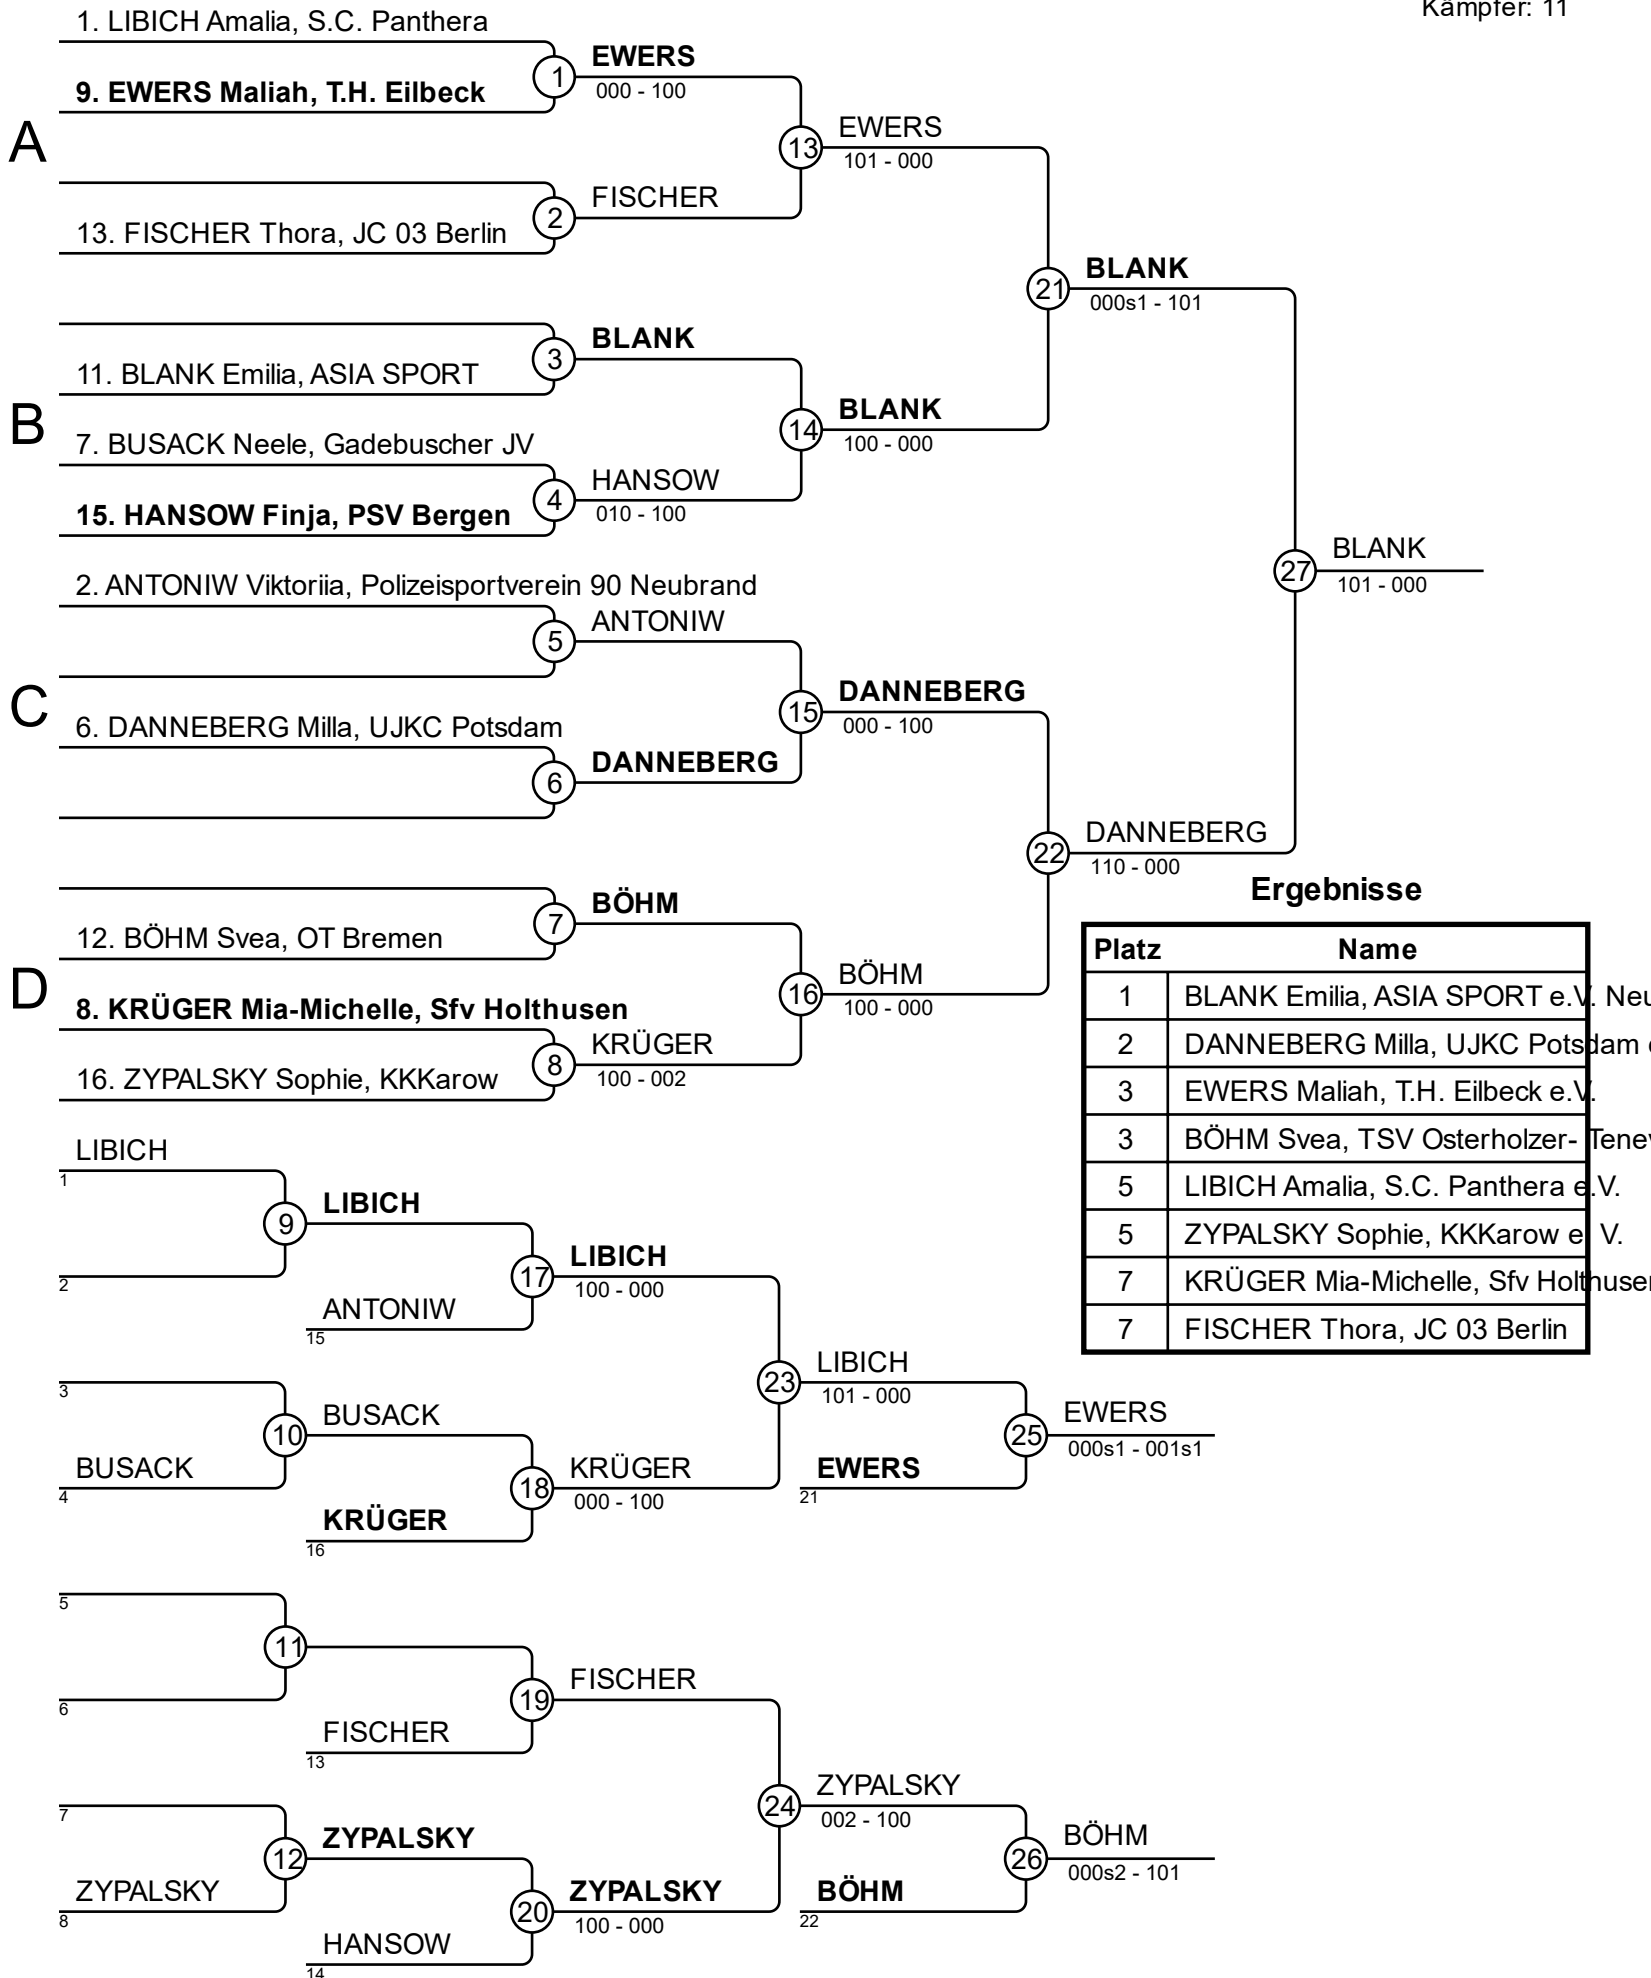 Kämpfer: 11
1. LIBICH Amalia, S.C. Panthera
EWERS
1
9. EWERS Maliah, T.H. Eilbeck
000 - 100
A
EWERS
13
101 - 000
FISCHER
2
13. FISCHER Thora, JC 03 Berlin
BLANK
21
000s1 - 101
BLANK
3
11. BLANK Emilia, ASIA SPORT
B
BLANK
14
100 - 000
7. BUSACK Neele, Gadebuscher JV
HANSOW
4
010 - 100
15. HANSOW Finja, PSV Bergen
BLANK
27
101 - 000
2. ANTONIW Viktoriia, Polizeisportverein 90 Neubrand
ANTONIW
5
C
DANNEBERG
15
000 - 100
6. DANNEBERG Milla, UJKC Potsdam
DANNEBERG
6
DANNEBERG
22
110 - 000
BÖHM
7
12. BÖHM Svea, OT Bremen
D
BÖHM
16
100 - 000
8. KRÜGER Mia-Michelle, Sfv Holthusen
KRÜGER
8
100 - 002
16. ZYPALSKY Sophie, KKKarow
Ergebnisse
Platz Name
1 BLANK Emilia, ASIA SPORT e.V. Neu
2 DANNEBERG Milla, UJKC Potsdam
3 EWERS Maliah, T.H. Eilbeck e.V.
3 BÖHM Svea, TSV Osterholzer- Tenev
5 LIBICH Amalia, S.C. Panthera e.V.
5 ZYPALSKY Sophie, KKKarow e. V.
7 KRÜGER Mia-Michelle, Sfv Holthusen
7 FISCHER Thora, JC 03 Berlin
LIBICH
1
LIBICH
9
2
LIBICH
17
100 - 000
ANTONIW
15
3
BUSACK
10
BUSACK
4
KRÜGER
18
000 - 100
KRÜGER
16
LIBICH
23
101 - 000
EWERS
25
000s1 - 001s1
EWERS
21
5
11
6
FISCHER
19
FISCHER
13
7
ZYPALSKY
12
ZYPALSKY
8
ZYPALSKY
20
100 - 000
HANSOW
14
ZYPALSKY
24
002 - 100
BÖHM
26
000s2 - 101
BÖHM
22